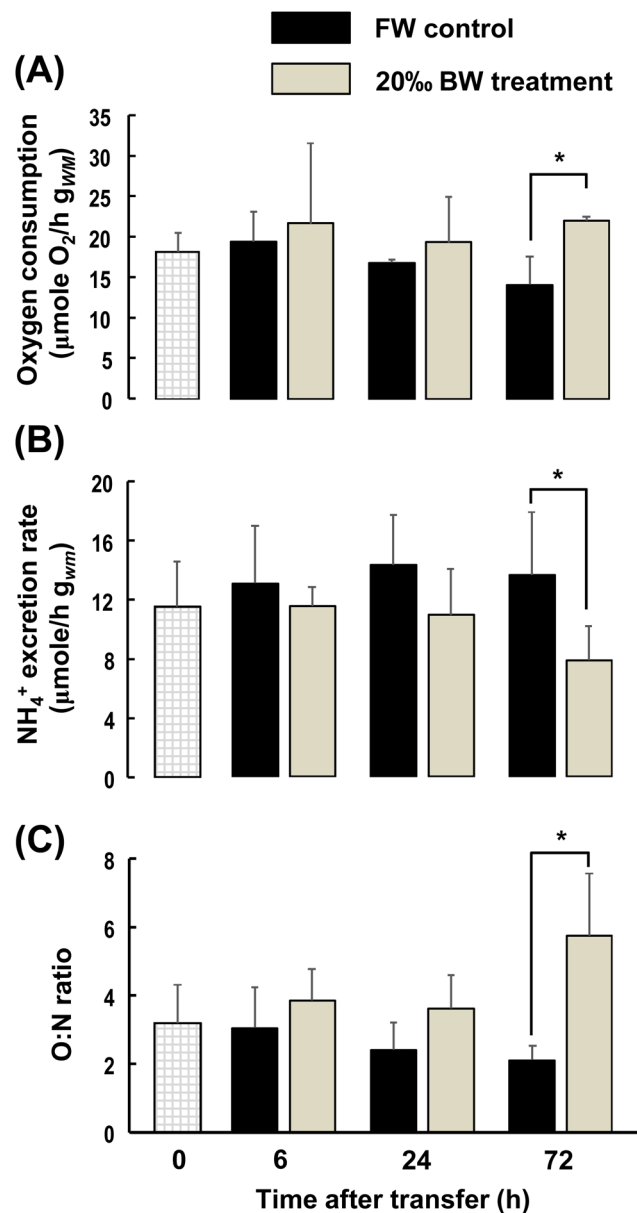 FW control
20‰ BW treatment
(A)
Oxygen consumption
(μmole O₂/h g_WM)
35
30
25
20
15
10
5
0
*
(B)
NH₄⁺ excretion rate
(μmole/h g_wm)
20
16
12
8
4
0
*
(C)
O:N ratio
8
6
4
2
0
*
0 6 24 72
Time after transfer (h)